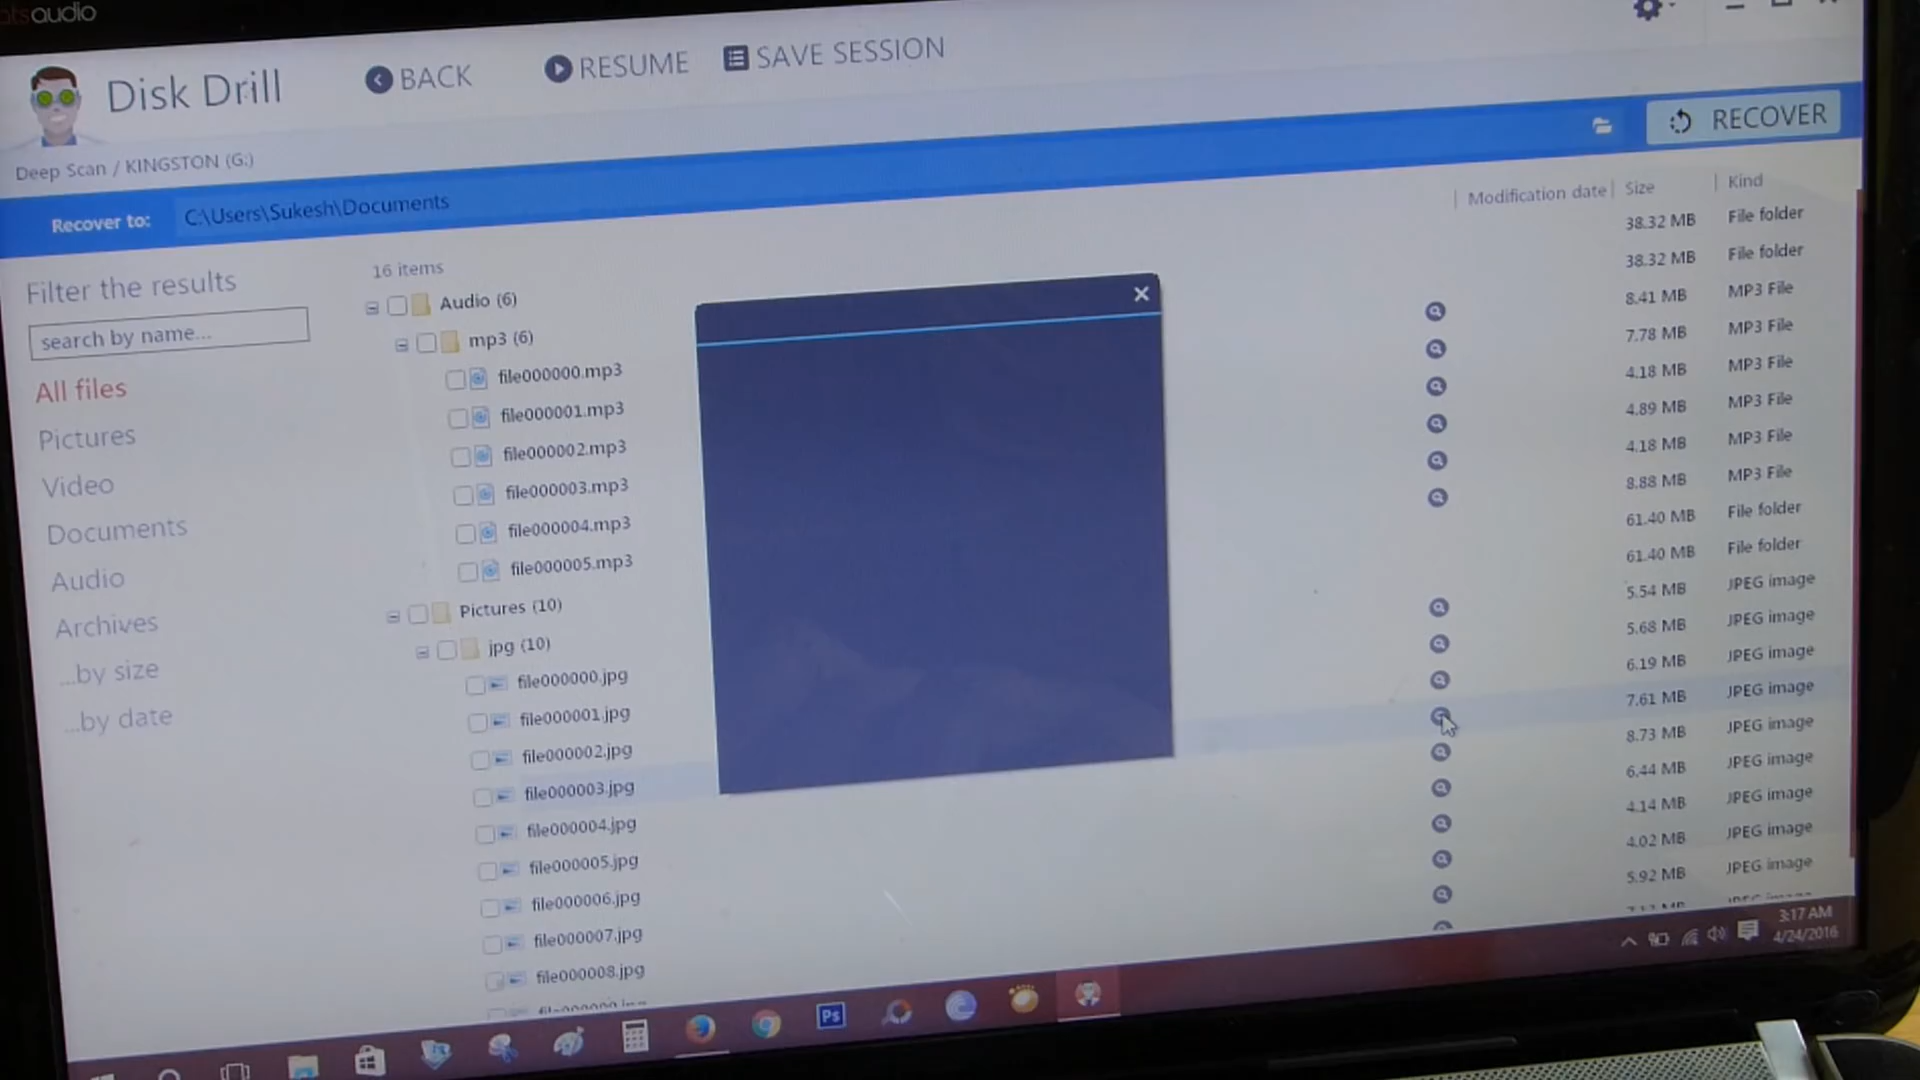 audio
Disk Drill
BACK
RESUME
SAVE SESSION
Deep Scan / KINGSTON (G:)
RECOVER
Recover to:
C:\Users\Sukesh\Documents
Filter the results
search by name...
All files
Pictures
Video
Documents
Audio
Archives
...by size
...by date
16 items
Modification date
Size
Kind
Audio (6)
38.32 MB
File folder
mp3 (6)
38.32 MB
File folder
file000000.mp3
8.41 MB
MP3 File
file000001.mp3
7.78 MB
MP3 File
file000002.mp3
4.18 MB
MP3 File
file000003.mp3
4.89 MB
MP3 File
file000004.mp3
4.18 MB
MP3 File
file000005.mp3
8.88 MB
MP3 File
Pictures (10)
61.40 MB
File folder
jpg (10)
61.40 MB
File folder
file000000.jpg
5.54 MB
JPEG image
file000001.jpg
5.68 MB
JPEG image
file000002.jpg
6.19 MB
JPEG image
file000003.jpg
7.61 MB
JPEG image
file000004.jpg
8.73 MB
JPEG image
file000005.jpg
6.44 MB
JPEG image
file000006.jpg
4.14 MB
JPEG image
file000007.jpg
4.02 MB
JPEG image
file000008.jpg
5.92 MB
JPEG image
Ps
3:17 AM
4/24/2016